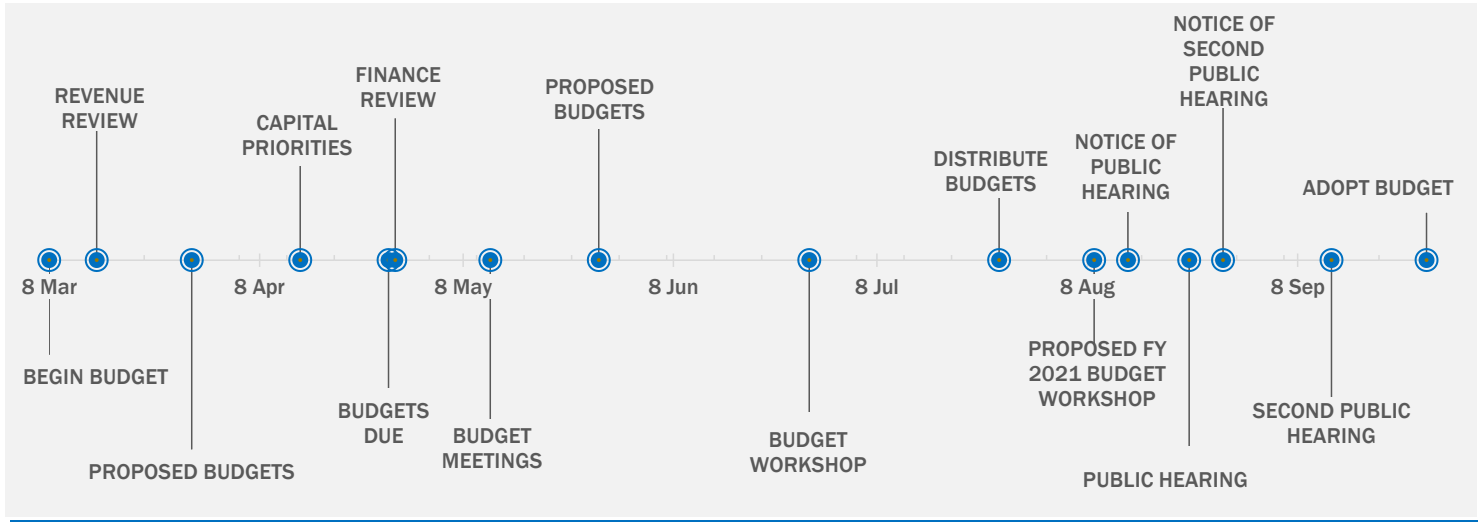 REVENUE
REVIEW
CAPITAL
PRIORITIES
FINANCE
REVIEW
PROPOSED
BUDGETS
DISTRIBUTE
BUDGETS
NOTICE OF
PUBLIC
HEARING
NOTICE OF
SECOND
PUBLIC
HEARING
ADOPT BUDGET
8 Mar
8 Apr
8 May
8 Jun
8 Jul
8 Aug
8 Sep
BEGIN BUDGET
PROPOSED BUDGETS
BUDGETS
DUE
BUDGET
MEETINGS
BUDGET
WORKSHOP
PROPOSED FY
2021 BUDGET
WORKSHOP
PUBLIC HEARING
SECOND PUBLIC
HEARING